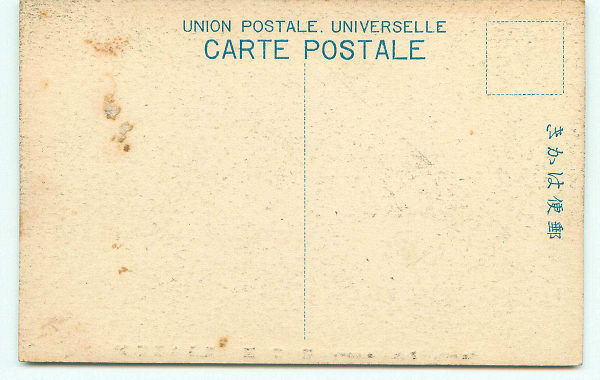 UNION POSTALE. UNIVERSELLE
CARTE POSTALE
郵便はかき